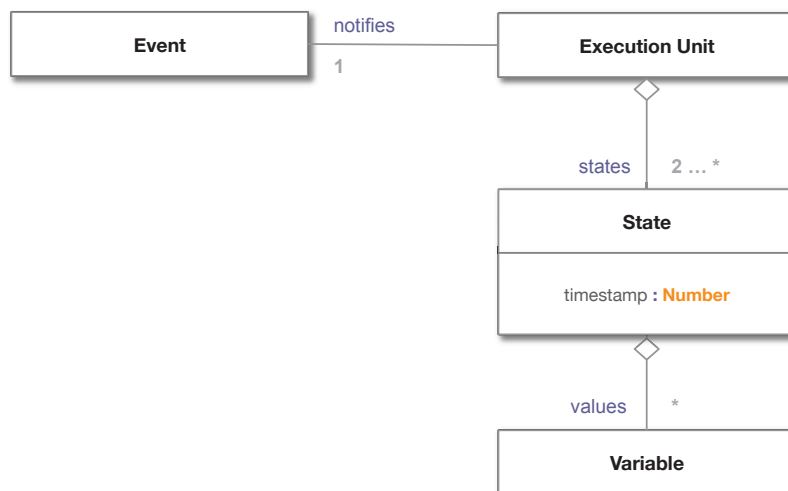 notifies
Event
Execution Unit
1
states 2 ... *
State
timestamp : Number
values *
Variable